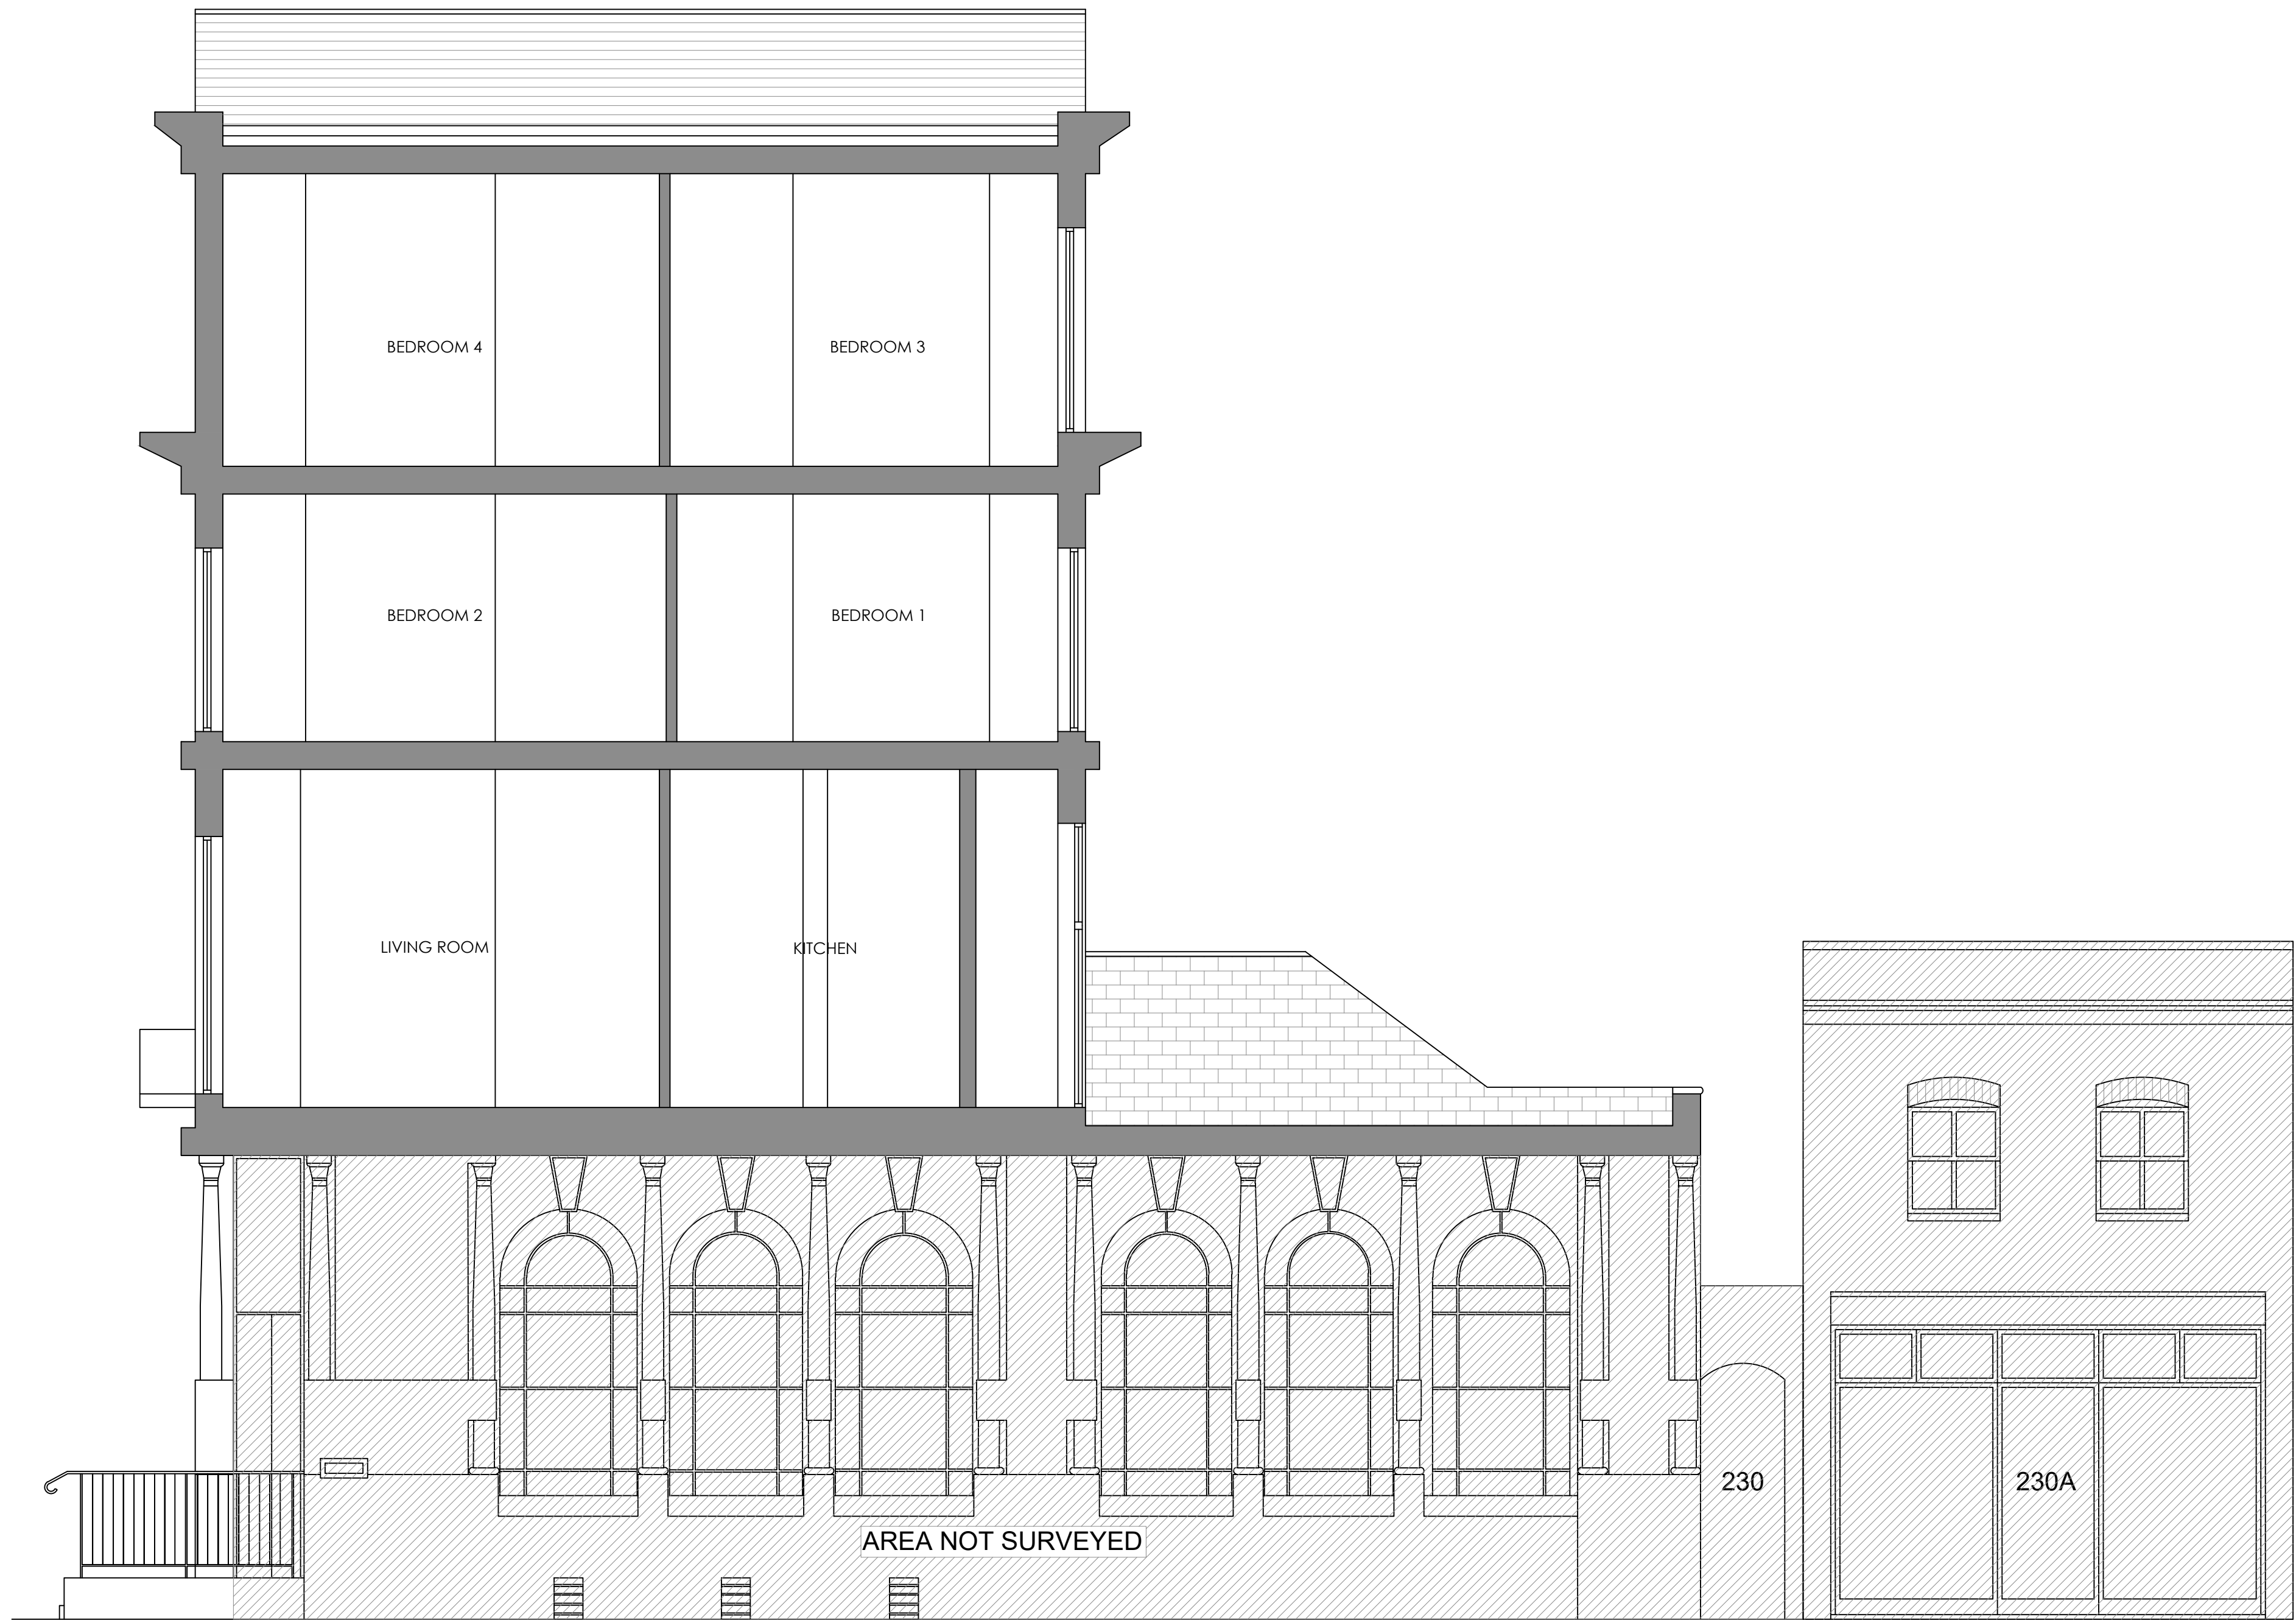 BEDROOM 4
BEDROOM 3
BEDROOM 2
BEDROOM 1
LIVING ROOM
KITCHEN
230
230A
AREA NOT SURVEYED